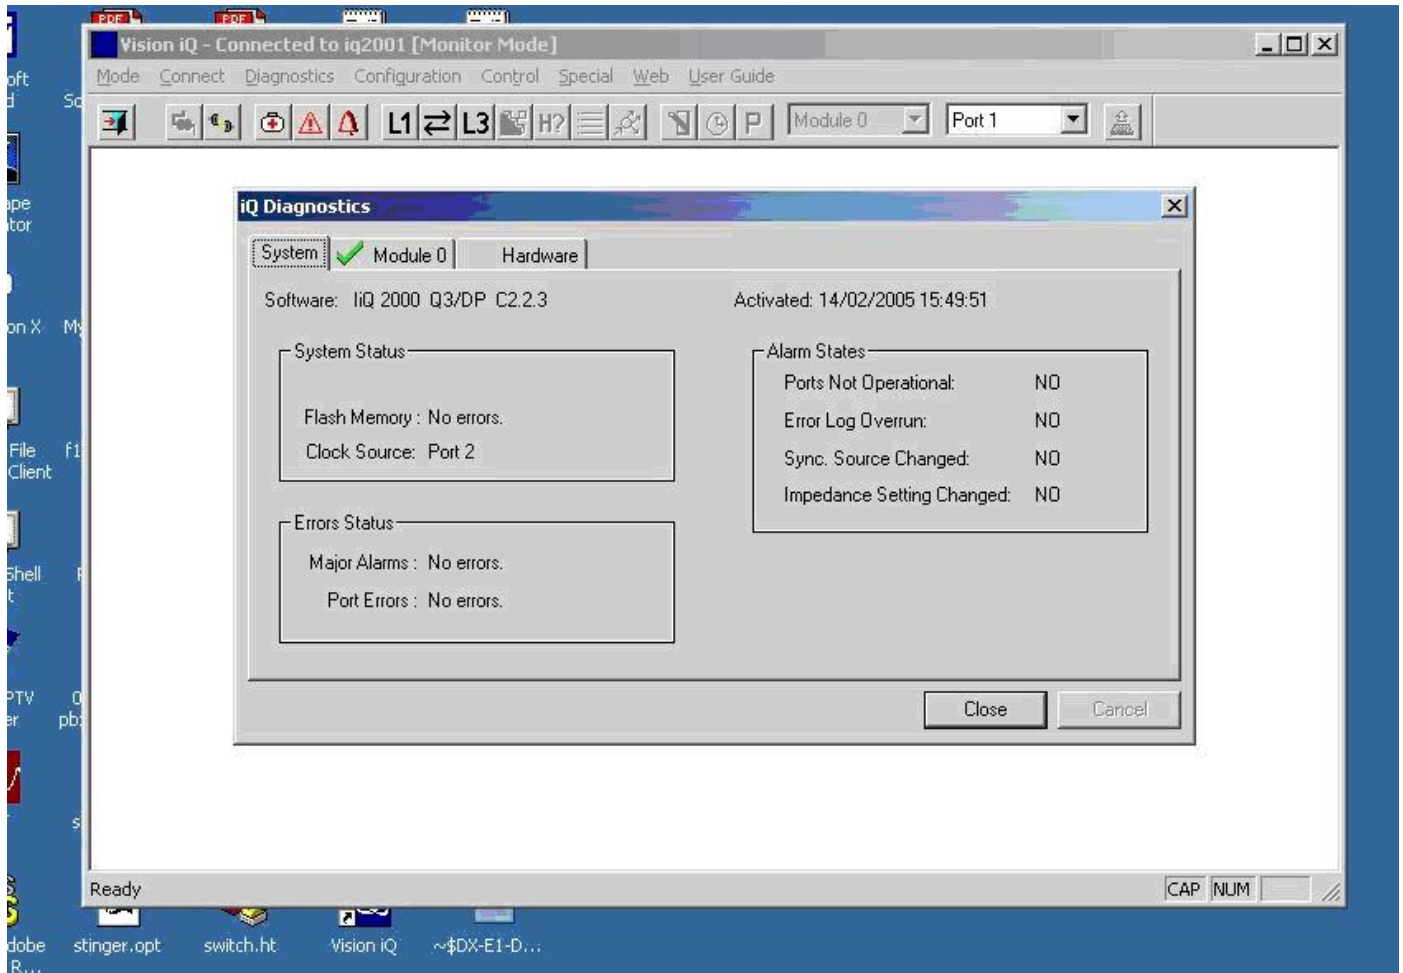 PDF PDF
Vision iQ - Connected to iq2001 [Monitor Mode]
Mode Connect Diagnostics Configuration Control Special Web User Guide
L1 L3 H? P Module 0 Port 1
iQ Diagnostics
System Module 0 Hardware
Software: IiQ 2000 Q3/DP C2.2.3 Activated: 14/02/2005 15:49:51
System Status
Flash Memory : No errors.
Clock Source: Port 2
Errors Status
Major Alarms : No errors.
Port Errors : No errors.
Alarm States
Ports Not Operational: NO
Error Log Overrun: NO
Sync. Source Changed: NO
Impedance Setting Changed: NO
Close Cancel
Ready CAP NUM
File
Client
Shell
PTV
dobe
R...
stinger.opt switch.ht Vision iQ ~$DX-E1-D...